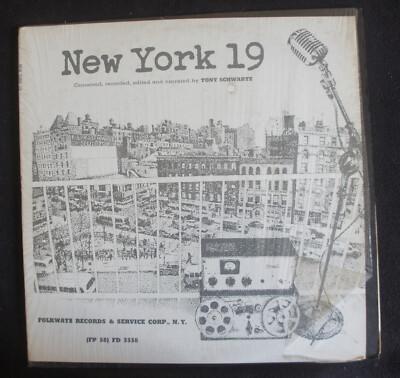 New York 19
Conceived, recorded, edited and narrated by TONY SCHWARTZ
FOLKWAYS RECORDS & SERVICE CORP., N. Y.
(FP 58) FD 5558